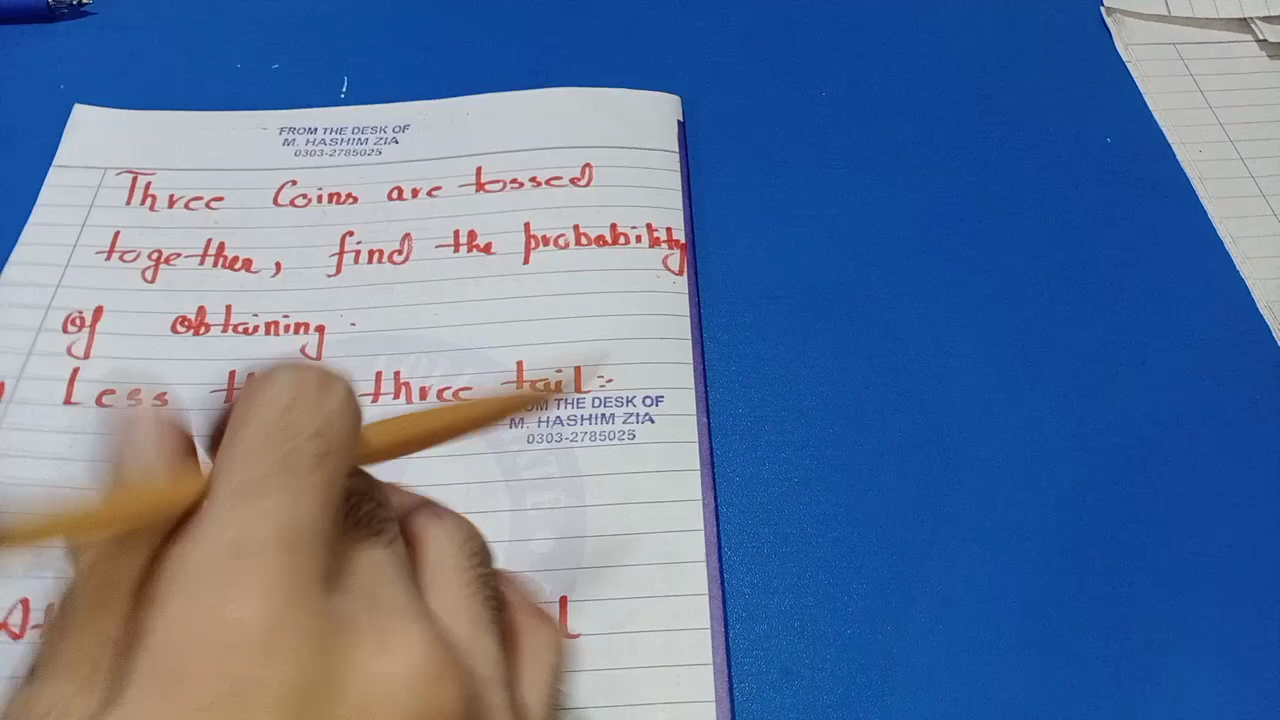 FROM THE DESK OF
M. HASHIM ZIA
0303-2785025
Three Coins are tossed
together, find the probability
of obtaining.
Less three tail:-
THE DESK OF
M. HASHIM ZIA
0303-2785025